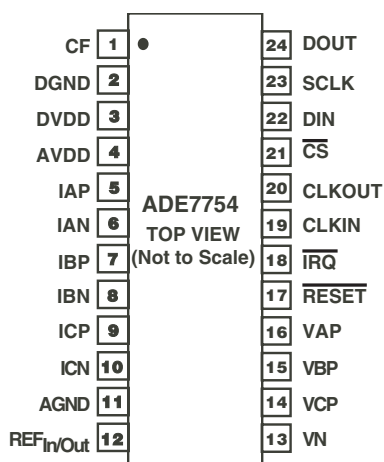 CF 1
DGND 2
DVDD 3
AVDD 4
IAP 5
IAN 6
IBP 7
IBN 8
ICP 9
ICN 10
AGND 11
REFIn/Out 12
ADE7754
TOP VIEW
(Not to Scale)
24 DOUT
23 SCLK
22 DIN
21 CS
20 CLKOUT
19 CLKIN
18 IRQ
17 RESET
16 VAP
15 VBP
14 VCP
13 VN